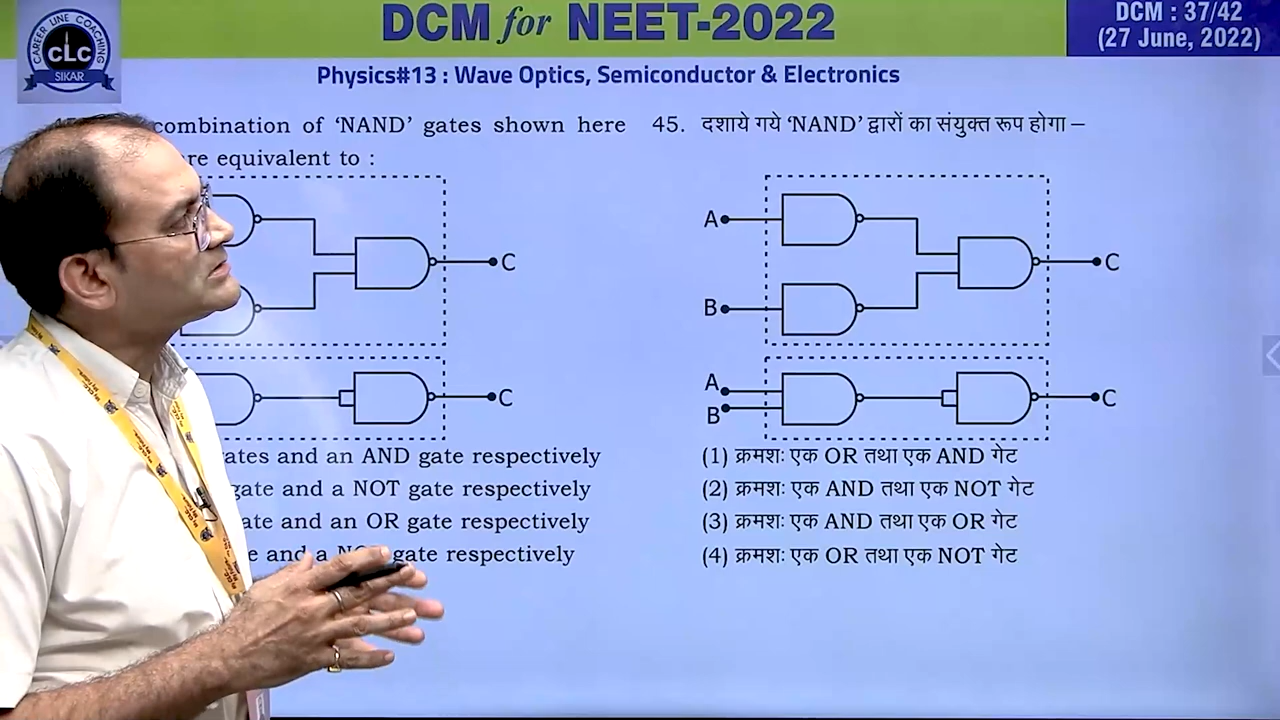 CAREER LINE COACHING
CLC
SIKAR
DCM for NEET-2022
DCM : 37/42
(27 June, 2022)
Physics#13 : Wave Optics, Semiconductor & Electronics
combination of ‘NAND’ gates shown here
re equivalent to :
C
C
ates and an AND gate respectively
gate and a NOT gate respectively
ate and an OR gate respectively
e and a NOT gate respectively
45. दशाये गये ‘NAND’ द्वारों का संयुक्त रूप होगा –
A
B
C
A
B
C
(1) क्रमशः एक OR तथा एक AND गेट
(2) क्रमशः एक AND तथा एक NOT गेट
(3) क्रमशः एक AND तथा एक OR गेट
(4) क्रमशः एक OR तथा एक NOT गेट